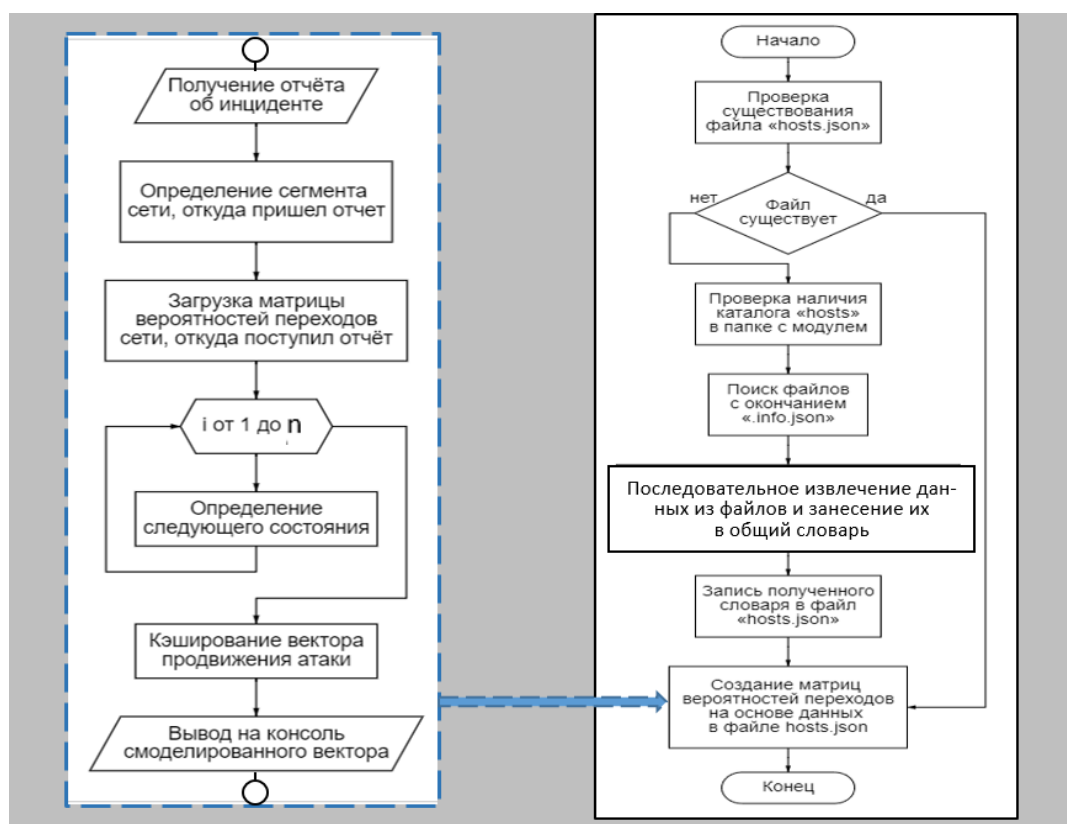 Получение отчёта
об инциденте
Определение сегмента
сети, откуда пришел отчет
Загрузка матрицы
вероятностей переходов
сети, откуда поступил отчёт
i от 1 до n
Определение
следующего состояния
Кэширование вектора
продвижения атаки
Вывод на консоль
смоделированного вектора
Начало
Проверка
существования
файла «hosts.json»
нет
да
Файл
существует
Проверка наличия
каталога «hosts»
в папке с модулем
Поиск файлов
с окончанием
«.info.json»
Последовательное извлечение дан-
ных из файлов и занесение их
в общий словарь
Запись полученного
словаря в файл
«hosts.json»
Создание матриц
вероятностей переходов
на основе данных
в файле hosts.json
Конец